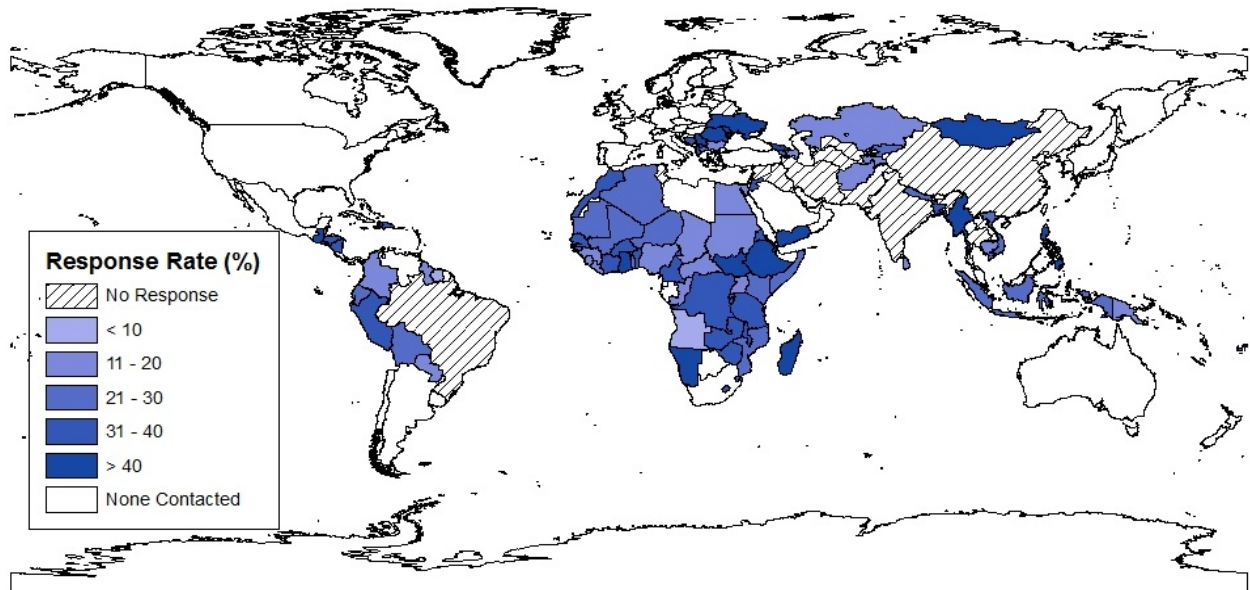 Response Rate (%)
No Response
< 10
11 - 20
21 - 30
31 - 40
> 40
None Contacted